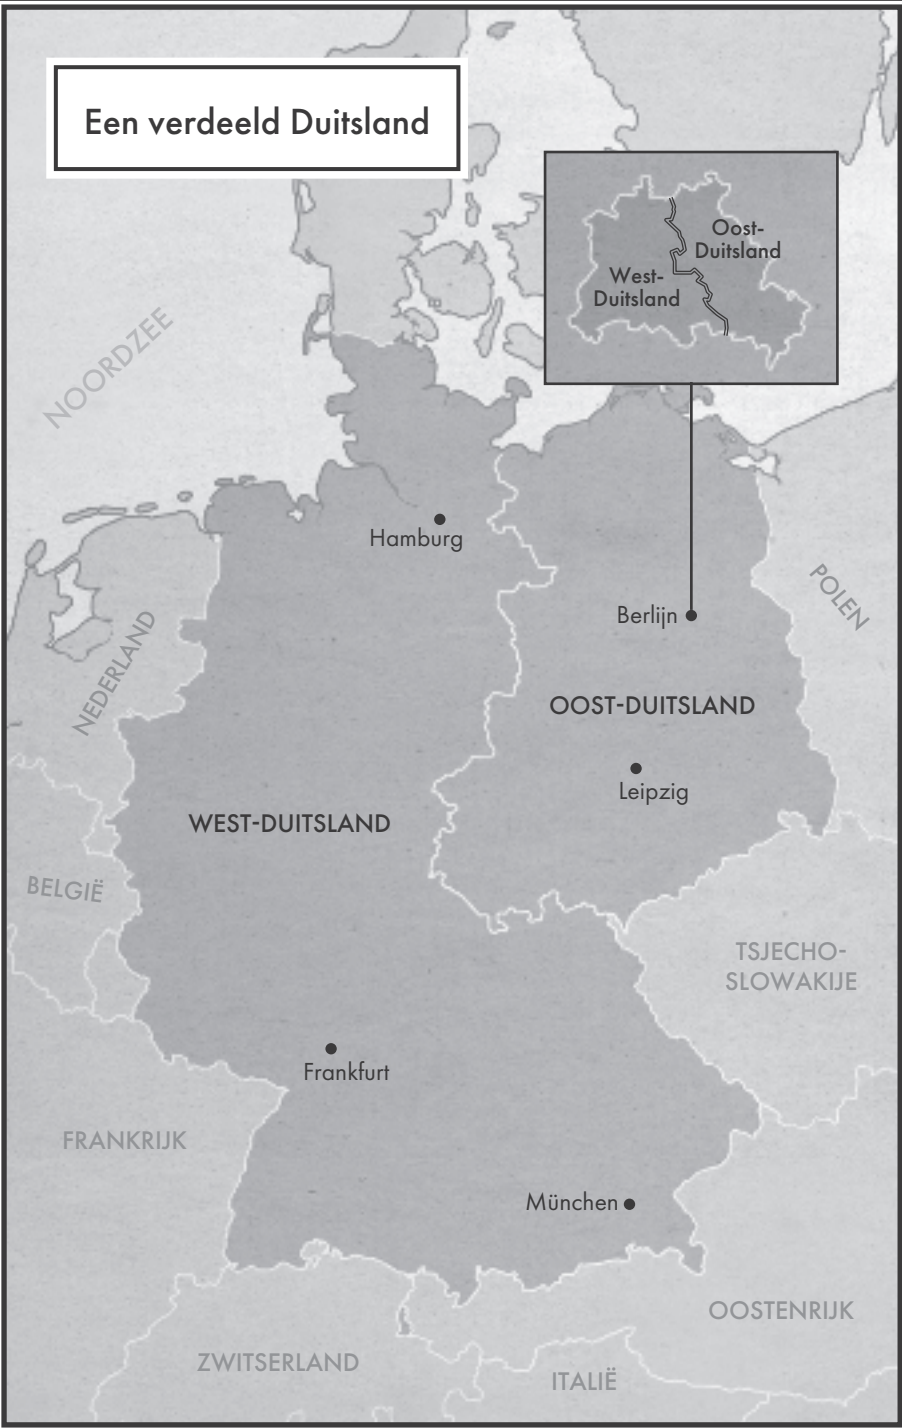 Een verdeeld Duitsland
Oost-
Duitsland
West-
Duitsland
NOORDZEE
Hamburg
POLEN
Berlijn
NEDERLAND
OOST-DUITSLAND
Leipzig
WEST-DUITSLAND
BELGIË
TSJECHO-
SLOWAKIJE
Frankfurt
FRANKRIJK
München
OOSTENRIJK
ZWITSERLAND
ITALIË